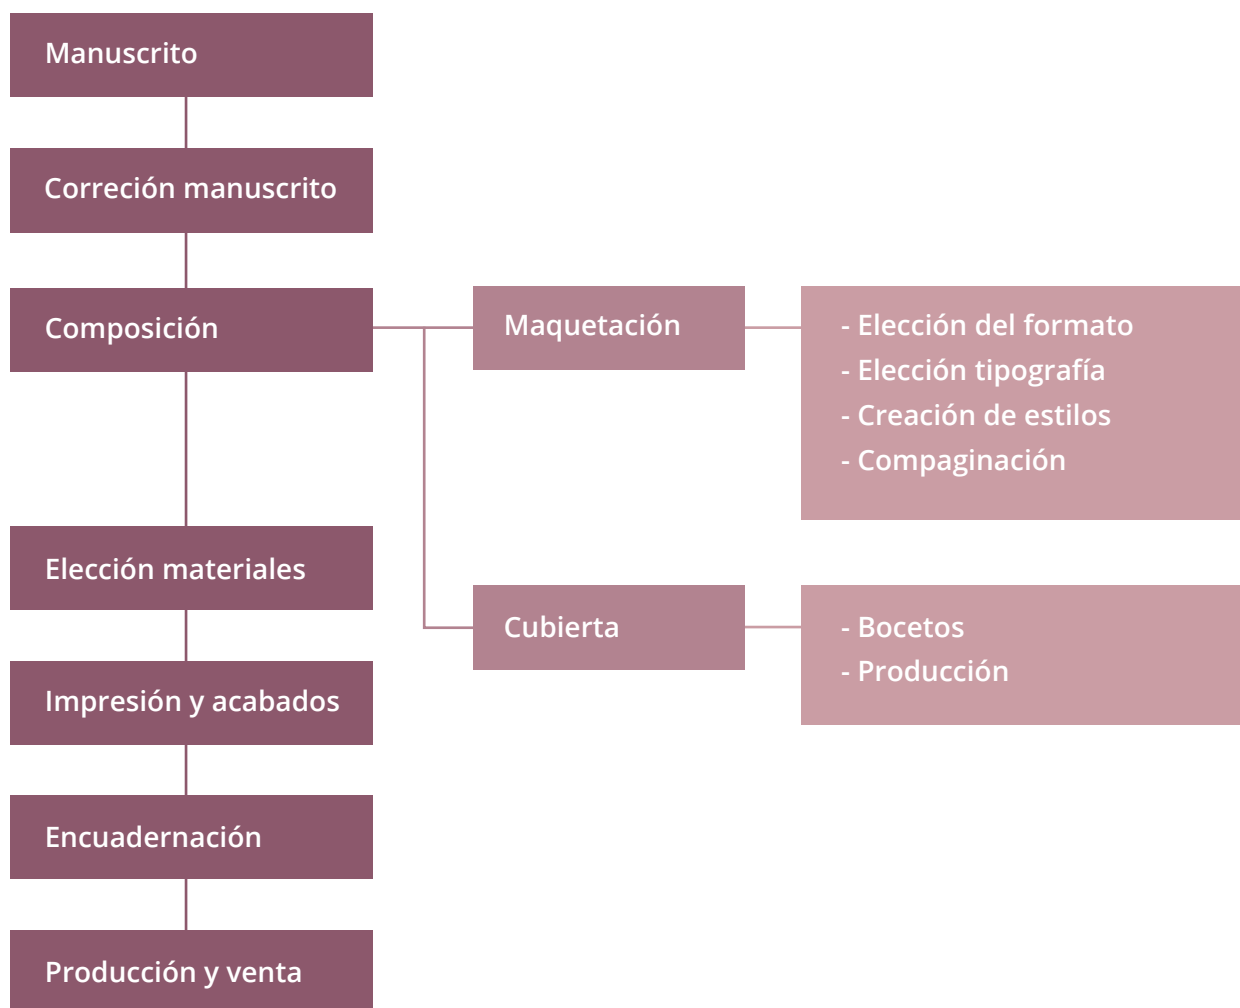 Manuscrito
Correción manuscrito
Composición
Maquetación
- Elección del formato
- Elección tipografía
- Creación de estilos
- Compaginación
Cubierta
- Bocetos
- Producción
Elección materiales
Impresión y acabados
Encuadernación
Producción y venta